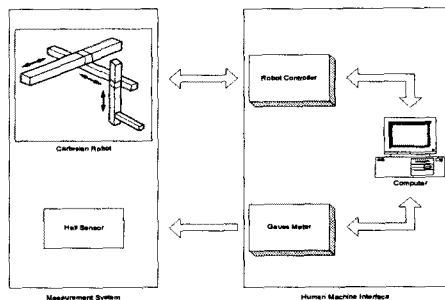 Cartesian Robot
Robot Controller
Computer
Hall Sensor
Gauss Meter
Measurement System
Human Machine Interface